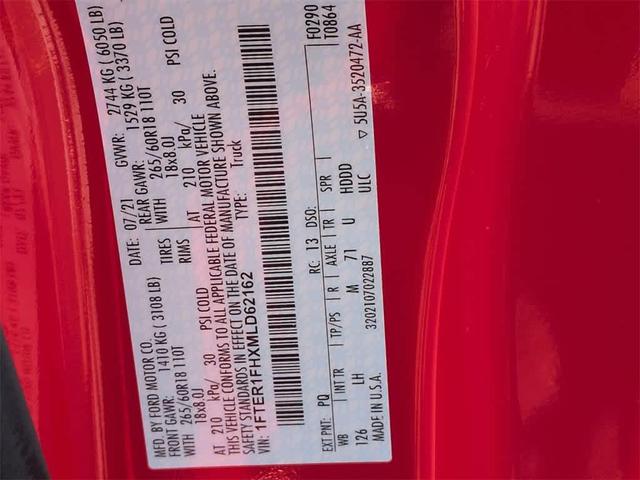 MFD. BY FORD MOTOR CO. DATE: 07/21 GVWR: 2744 KG ( 6050 LB)
FRONT GAWR: 1410 KG ( 3108 LB) REAR GAWR: 1529 KG ( 3370 LB)
WITH 265/60R18 110T TIRES WITH 265/60R18 110T
18x8.0J RIMS 18x8.0J
AT 210 kPa/ 30 PSI COLD AT 210 kPa/ 30 PSI COLD
THIS VEHICLE CONFORMS TO ALL APPLICABLE FEDERAL MOTOR VEHICLE
SAFETY STANDARDS IN EFFECT ON THE DATE OF MANUFACTURE SHOWN ABOVE.
VIN: 1FTER1FHXMLD62162 TYPE: Truck
F0290
T0864
EXT PNT: PQ RC: 13 DSO:
WB INT TR TP/PS R AXLE TR SPR
126 LH M 71 U HDDD
MADE IN U.S.A. ULC
3202107022887
▽ 5U5A-3520472-AA